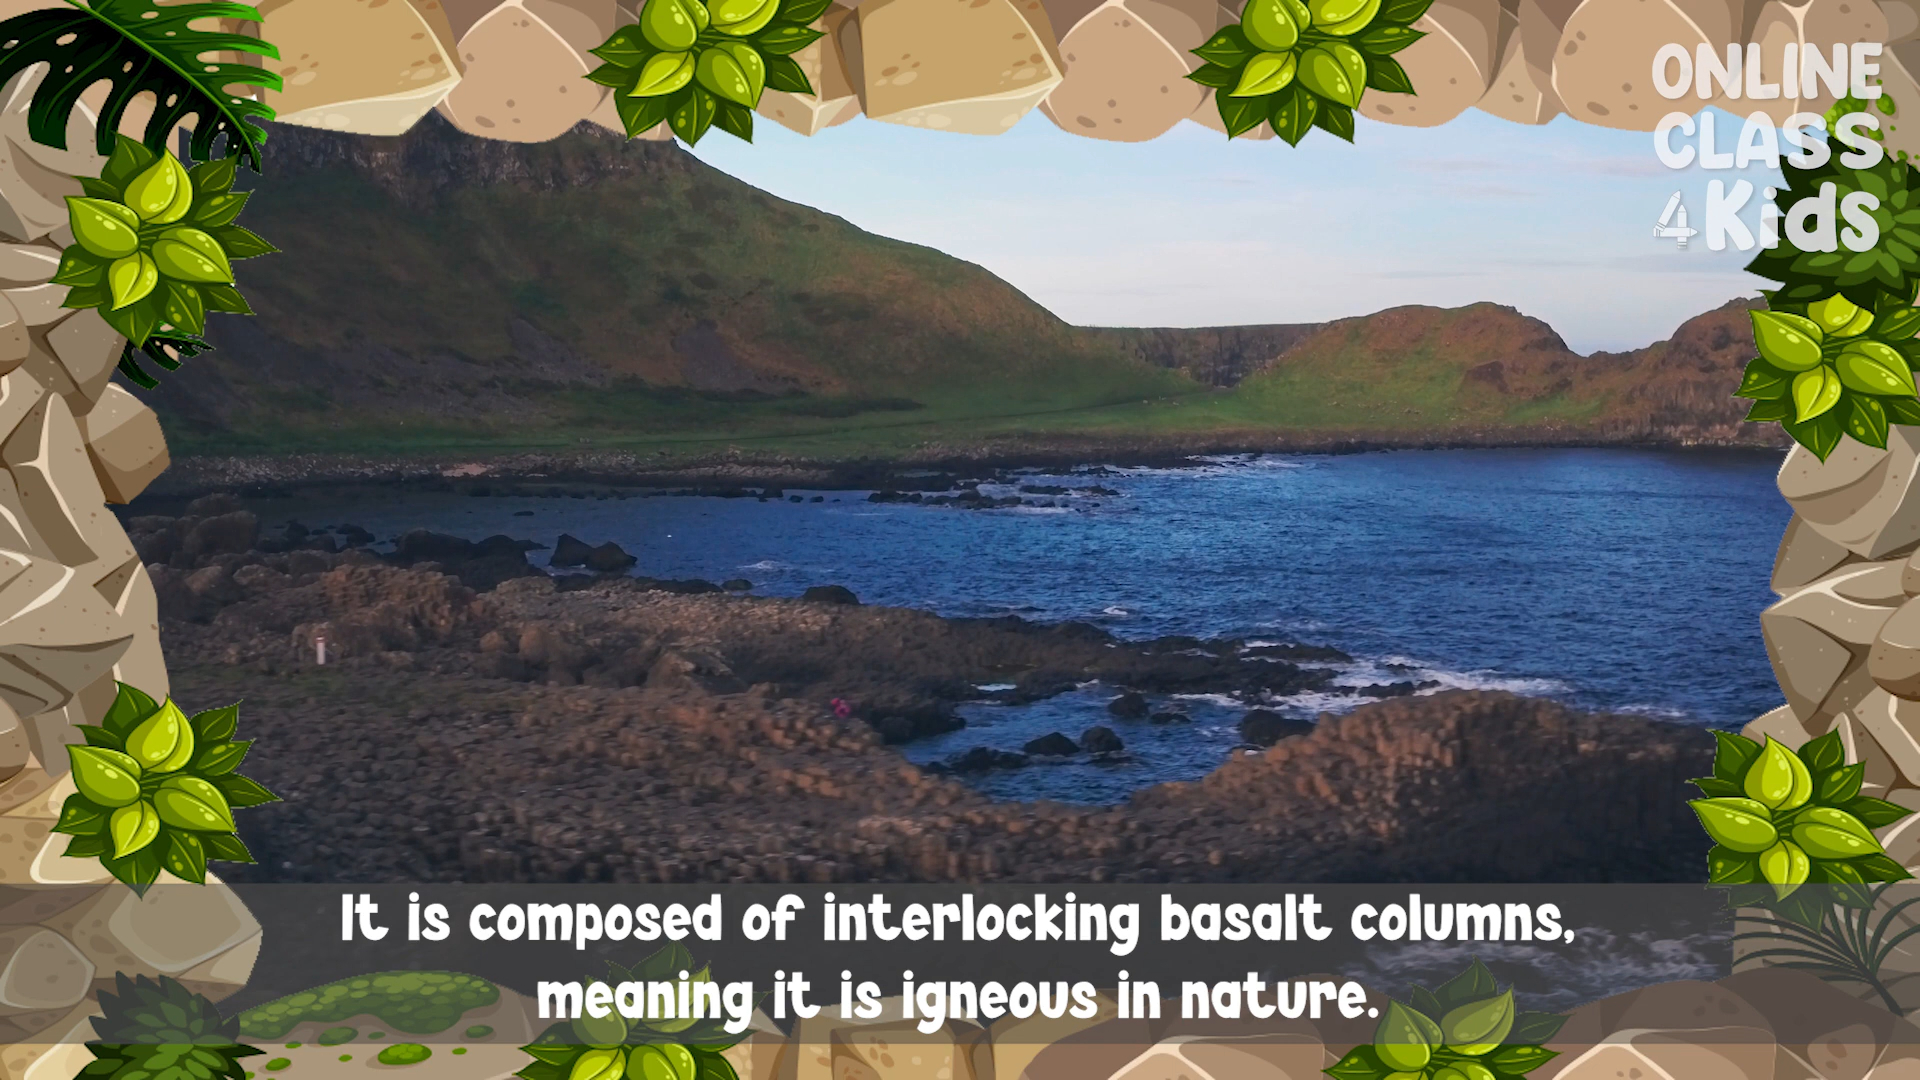 ONLINE
CLASS
4Kids
It is composed of interlocking basalt columns,
meaning it is igneous in nature.